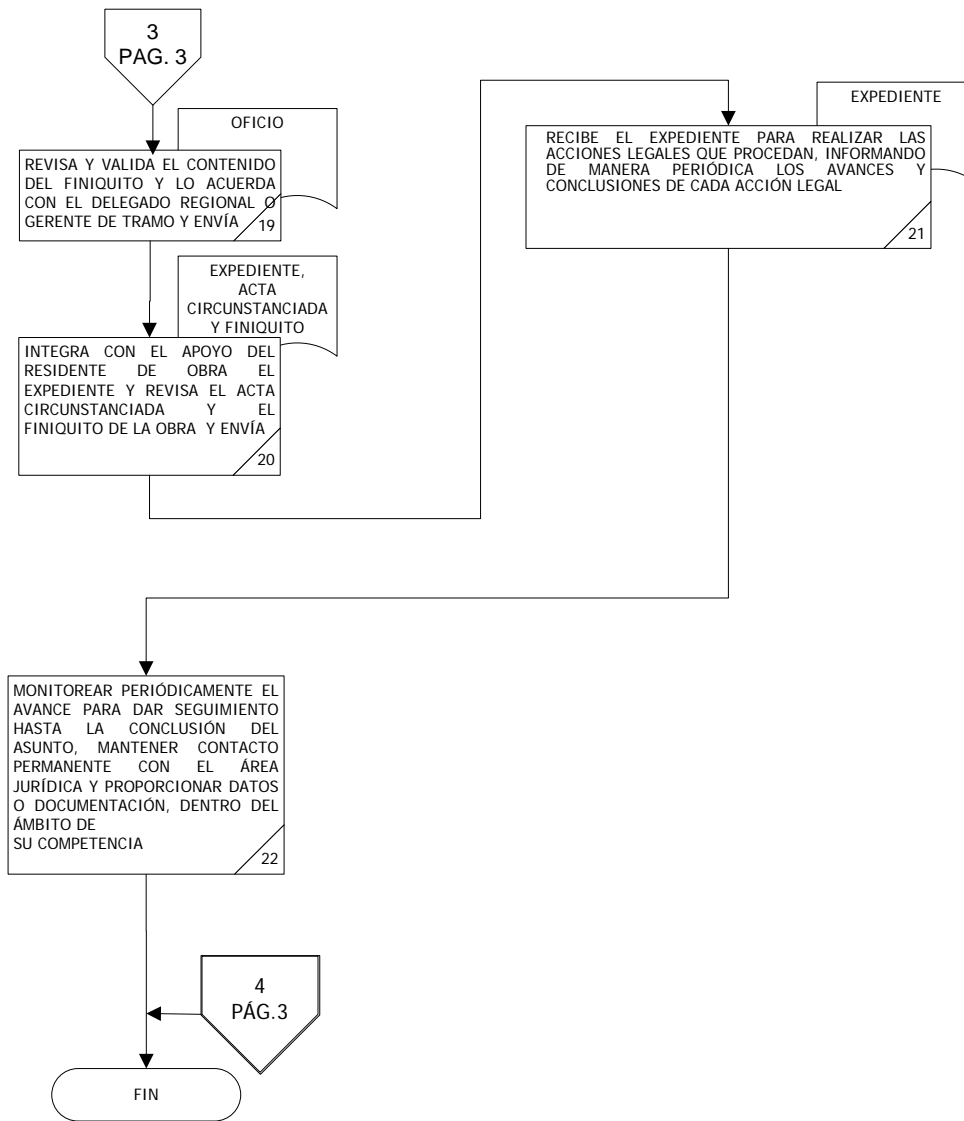 3
PAG. 3
OFICIO
REVISA Y VALIDA EL CONTENIDO
DEL FINIQUITO Y LO ACUERDA
CON EL DELEGADO REGIONAL O
GERENTE DE TRAMO Y ENVÍA
19
EXPEDIENTE,
ACTA
CIRCUNSTANCIADA
Y FINIQUITO
INTEGRA CON EL APOYO DEL
RESIDENTE DE OBRA EL
EXPEDIENTE Y REVISA EL ACTA
CIRCUNSTANCIADA Y EL
FINIQUITO DE LA OBRA Y ENVÍA
20
EXPEDIENTE
RECIBE EL EXPEDIENTE PARA REALIZAR LAS
ACCIONES LEGALES QUE PROCEDAN, INFORMANDO
DE MANERA PERIÓDICA LOS AVANCES Y
CONCLUSIONES DE CADA ACCIÓN LEGAL
21
MONITOREAR PERIÓDICAMENTE EL
AVANCE PARA DAR SEGUIMIENTO
HASTA LA CONCLUSIÓN DEL
ASUNTO, MANTENER CONTACTO
PERMANENTE CON EL ÁREA
JURÍDICA Y PROPORCIONAR DATOS
O DOCUMENTACIÓN, DENTRO DEL
ÁMBITO DE
SU COMPETENCIA
22
4
PÁG.3
FIN